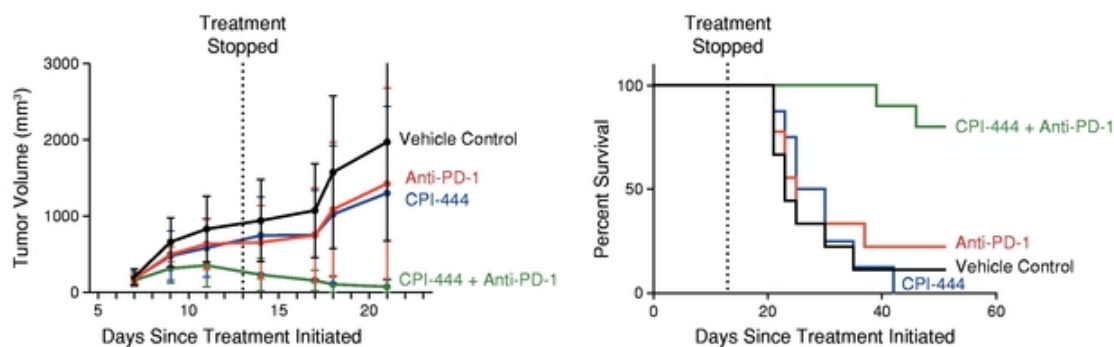 Treatment
Stopped
3000
2000
1000
0
Tumor Volume (mm³)
Vehicle Control
Anti-PD-1
CPI-444
CPI-444 + Anti-PD-1
5
10
15
20
Days Since Treatment Initiated
Treatment
Stopped
100
50
0
Percent Survival
CPI-444 + Anti-PD-1
Anti-PD-1
Vehicle Control
CPI-444
0
20
40
60
Days Since Treatment Initiated